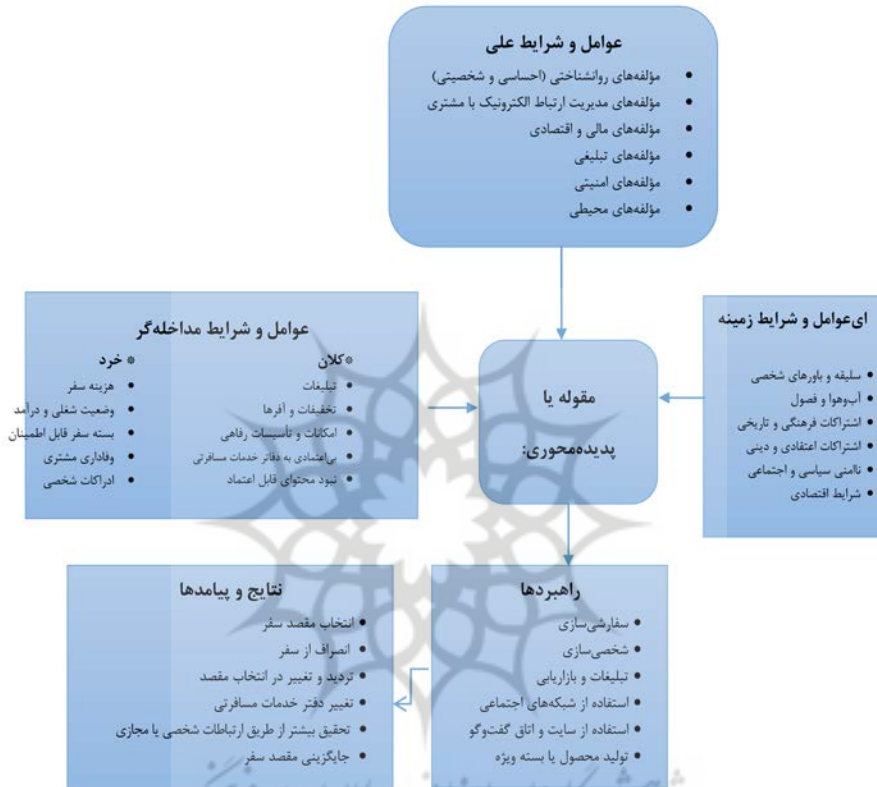 عوامل و شرایط علی
• مؤلفه‌های روانشناختی (احساسی و شخصیتی)
• مؤلفه‌های مدیریت ارتباط الکترونیک با مشتری
• مؤلفه‌های مالی و اقتصادی
• مؤلفه‌های تبلیغی
• مؤلفه‌های امنیتی
• مؤلفه‌های محیطی
ای‌عوامل و شرایط زمینه
• سلیقه و باورهای شخصی
• آب‌وهوا و فصول
• اشتراکات فرهنگی و تاریخی
• اشتراکات اعتقادی و دینی
• ناامنی سیاسی و اجتماعی
• شرایط اقتصادی
مقوله یا
پدیده‌محوری:
عوامل و شرایط مداخله‌گر
کلان
• تبلیغات
• تخفیفات و آفرها
• امکانات و تأسیسات رفاهی
• بی‌اعتمادی به دفاتر خدمات مسافرتی
• نبود محتوای قابل اعتماد
خرد
• هزینه سفر
• وضعیت شغلی و درآمد
• بسته سفر قابل اطمینان
• وفاداری مشتری
• ادراکات شخصی
راهبردها
• سفارشی‌سازی
• شخصی‌سازی
• تبلیغات و بازاریابی
• استفاده از شبکه‌های اجتماعی
• استفاده از سایت و اتاق گفت‌وگو
• تولید محصول یا بسته ویژه
نتایج و پیامدها
• انتخاب مقصد سفر
• انصراف از سفر
• تردید و تغییر در انتخاب مقصد
• تغییر دفتر خدمات مسافرتی
• تحقیق بیشتر از طریق ارتباطات شخصی یا مجازی
• جایگزینی مقصد سفر